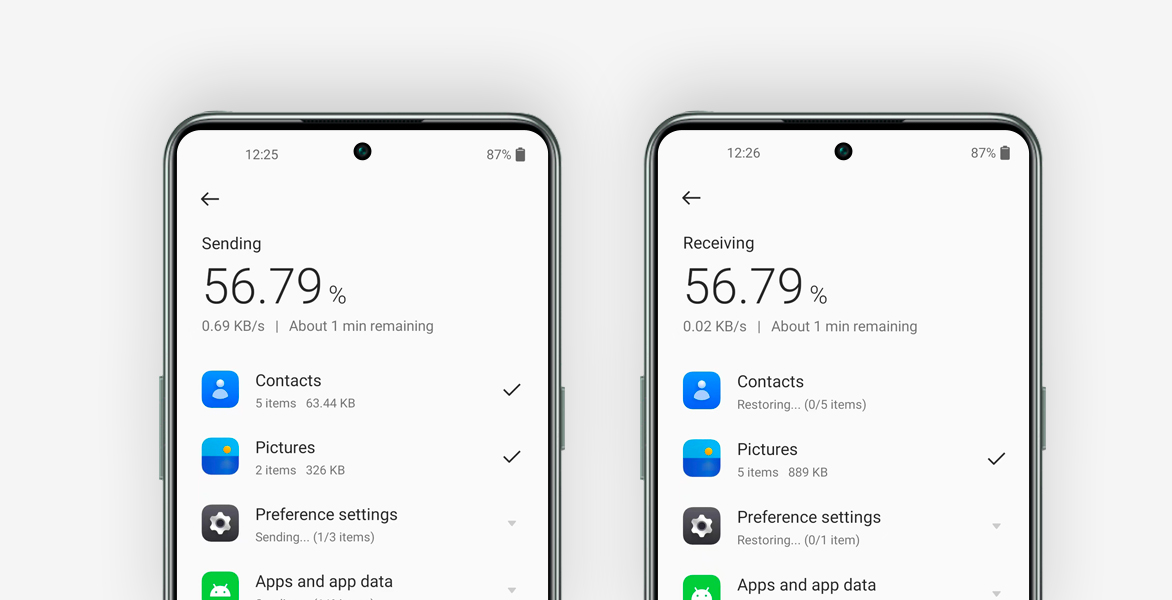 12:25
87%
Sending
56.79 %
0.69 KB/s | About 1 min remaining
Contacts
5 items 63.44 KB
Pictures
2 items 326 KB
Preference settings
Sending... (1/3 items)
Apps and app data
12:26
87%
Receiving
56.79 %
0.02 KB/s | About 1 min remaining
Contacts
Restoring... (0/5 items)
Pictures
5 items 889 KB
Preference settings
Restoring... (0/1 item)
Apps and app data